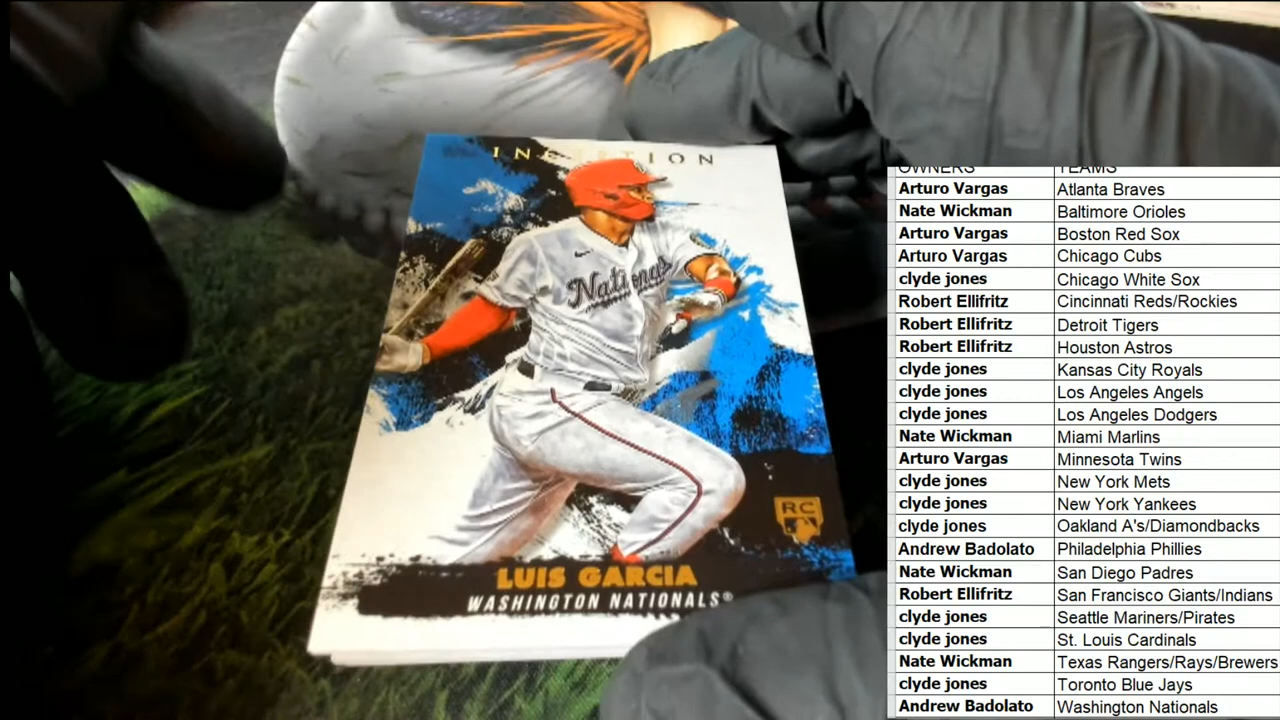 INCEPTION
Nationals
RC
LUIS GARCIA
WASHINGTON NATIONALS®
OWNERS TEAMS
Arturo Vargas Atlanta Braves
Nate Wickman Baltimore Orioles
Arturo Vargas Boston Red Sox
Arturo Vargas Chicago Cubs
clyde jones Chicago White Sox
Robert Ellifritz Cincinnati Reds/Rockies
Robert Ellifritz Detroit Tigers
Robert Ellifritz Houston Astros
clyde jones Kansas City Royals
clyde jones Los Angeles Angels
clyde jones Los Angeles Dodgers
Nate Wickman Miami Marlins
Arturo Vargas Minnesota Twins
clyde jones New York Mets
clyde jones New York Yankees
clyde jones Oakland A's/Diamondbacks
Andrew Badolato Philadelphia Phillies
Nate Wickman San Diego Padres
Robert Ellifritz San Francisco Giants/Indians
clyde jones Seattle Mariners/Pirates
clyde jones St. Louis Cardinals
Nate Wickman Texas Rangers/Rays/Brewers
clyde jones Toronto Blue Jays
Andrew Badolato Washington Nationals